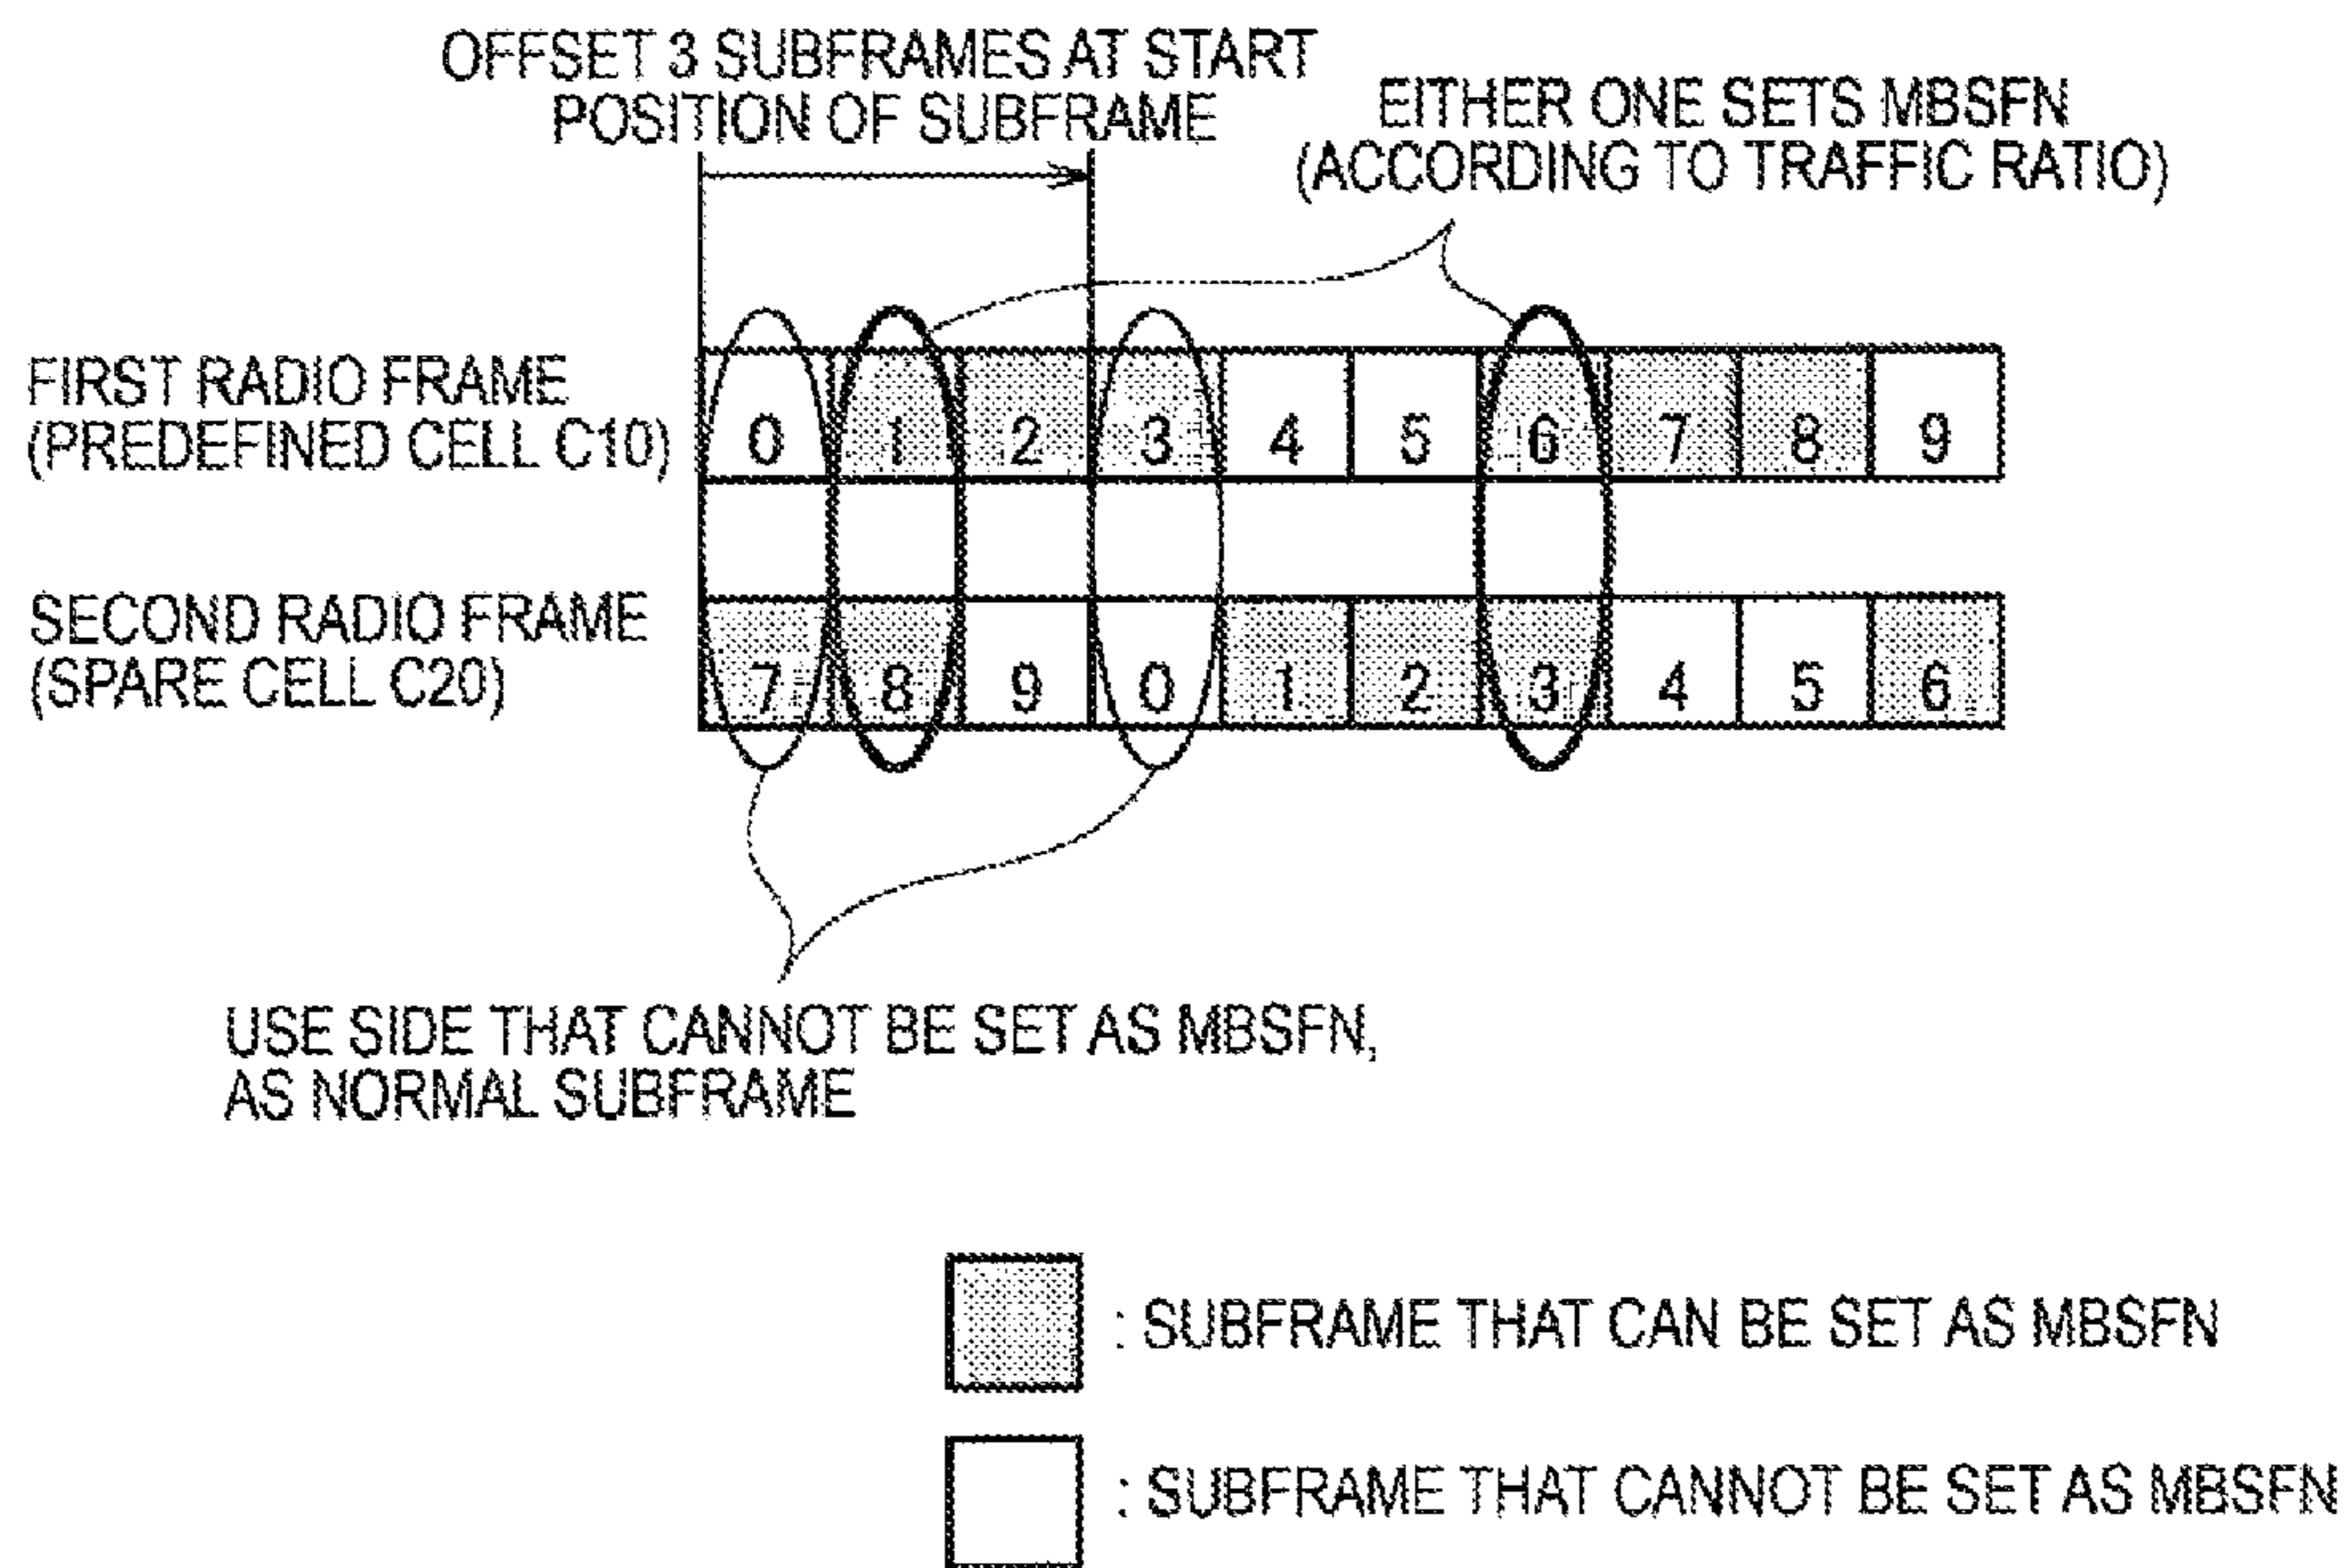 OFFSET 3 SUBFRAMES AT START
POSITION OF SUBFRAME
EITHER ONE SETS MBSFN
(ACCORDING TO TRAFFIC RATIO)
FIRST RADIO FRAME
(PREDEFINED CELL C10)
0 1 2 3 4 5 6 7 8 9
SECOND RADIO FRAME
(SPARE CELL C20)
7 8 9 0 1 2 3 4 5 6
USE SIDE THAT CANNOT BE SET AS MBSFN,
AS NORMAL SUBFRAME
: SUBFRAME THAT CAN BE SET AS MBSFN
: SUBFRAME THAT CANNOT BE SET AS MBSFN